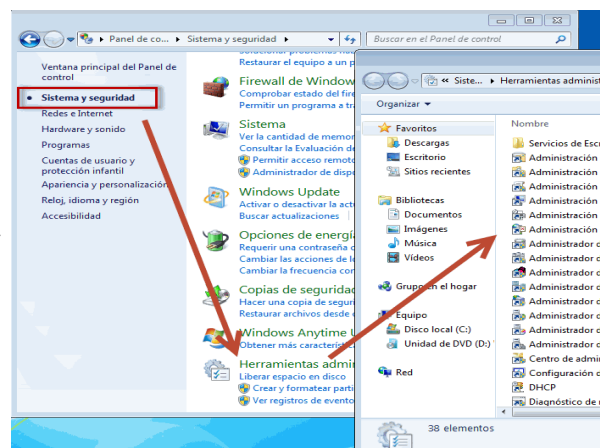 Panel de co... ▸ Sistema y seguridad ▸
Buscar en el Panel de control
Ventana principal del Panel de
control
Sistema y seguridad
Redes e Internet
Hardware y sonido
Programas
Cuentas de usuario y
protección infantil
Apariencia y personalización
Reloj, idioma y región
Accesibilidad
Restaurar el equipo a un p
Firewall de Window
Comprobar estado del fire
Permitir un programa a tr
Sistema
Ver la cantidad de memor
Consultar la Evaluación de
Permitir acceso remoto
Administrador de dispo
Windows Update
Activar o desactivar la act
Buscar actualizaciones
Opciones de energía
Requerir una contraseña c
Cambiar las acciones de l
Cambiar la frecuencia cor
Copias de seguridad
Hacer una copia de seguri
Restaurar archivos desde
Windows Anytime U
Obtener más característic
Herramientas admi
Liberar espacio en disco
Crear y formatear parti
Ver registros de evento
« Siste... ▸ Herramientas administ
Organizar
Favoritos
Descargas
Escritorio
Sitios recientes
Bibliotecas
Documentos
Imágenes
Música
Vídeos
Grupo en el hogar
Equipo
Disco local (C:)
Unidad de DVD (D:)
Red
Nombre
Servicios de Escr
Administración
Administración
Administración
Administración
Administración
Administración
Administrador d
Administrador d
Administrador d
Administrador d
Administrador d
Administrador d
Administrador d
Administrador d
Centro de admin
Configuración d
DHCP
Diagnóstico de
38 elementos